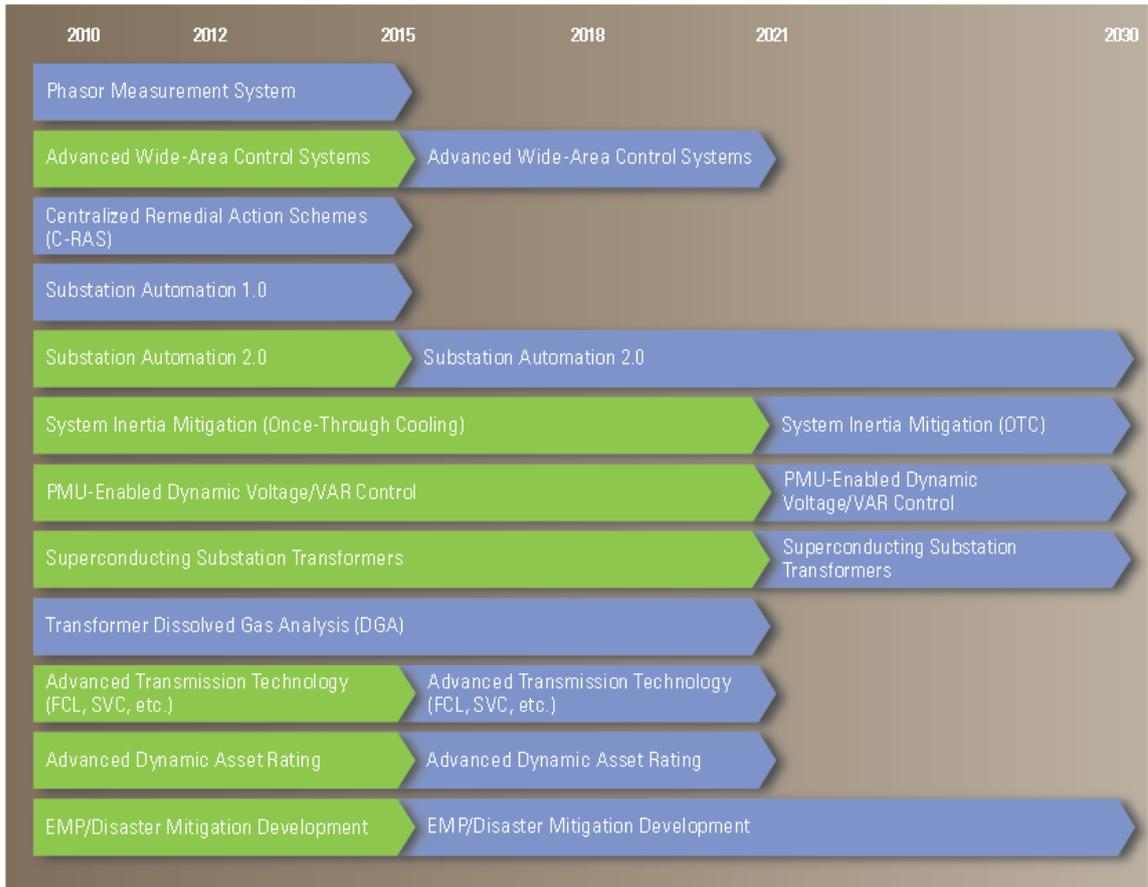 2010 2012 2015 2018 2021 2030
Phasor Measurement System
Advanced Wide-Area Control Systems Advanced Wide-Area Control Systems
Centralized Remedial Action Schemes
(C-RAS)
Substation Automation 1.0
Substation Automation 2.0 Substation Automation 2.0
System Inertia Mitigation (Once-Through Cooling) System Inertia Mitigation (OTC)
PMU-Enabled Dynamic Voltage/VAR Control
PMU-Enabled Dynamic
Voltage/VAR Control
Superconducting Substation Transformers
Superconducting Substation
Transformers
Transformer Dissolved Gas Analysis (DGA)
Advanced Transmission Technology
(FCL, SVC, etc.)
Advanced Transmission Technology
(FCL, SVC, etc.)
Advanced Dynamic Asset Rating Advanced Dynamic Asset Rating
EMP/Disaster Mitigation Development EMP/Disaster Mitigation Development